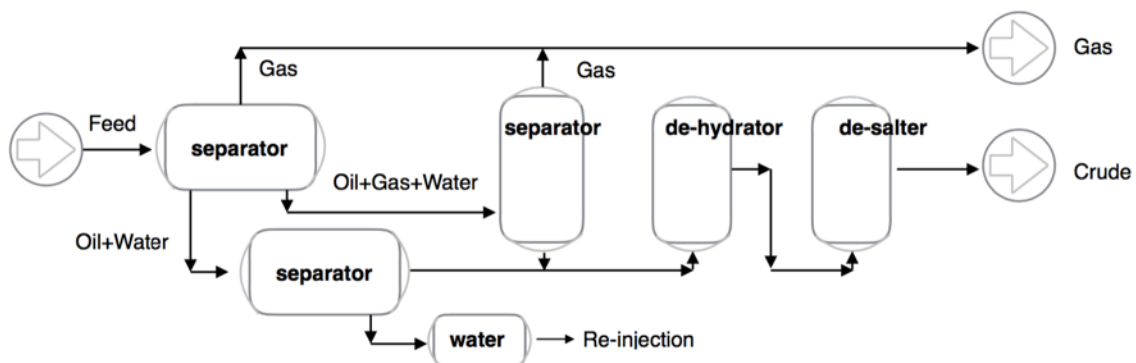 Gas
Gas
Gas
Feed
separator
separator
de-hydrator
de-salter
Oil+Gas+Water
Crude
Oil+Water
separator
water
Re-injection